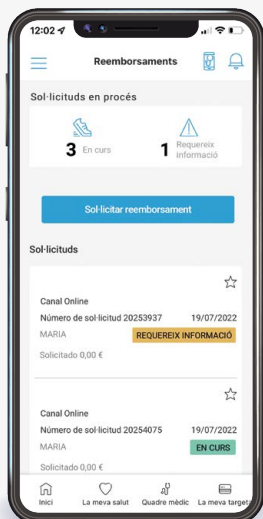 12:02
Reemborsaments
Sol·licituds en procés
3 En curs
1 Requereix informació
Sol·licitar reemborsament
Sol·licituds
Canal Online
Número de sol·licitud 20253937 19/07/2022
MARIA REQUEREIX INFORMACIÓ
Solicitado 0,00 €
Canal Online
Número de sol·licitud 20254075 19/07/2022
MARIA EN CURS
Solicitado 0,00 €
Inici La meva salut Quadre mèdic La meva targeta